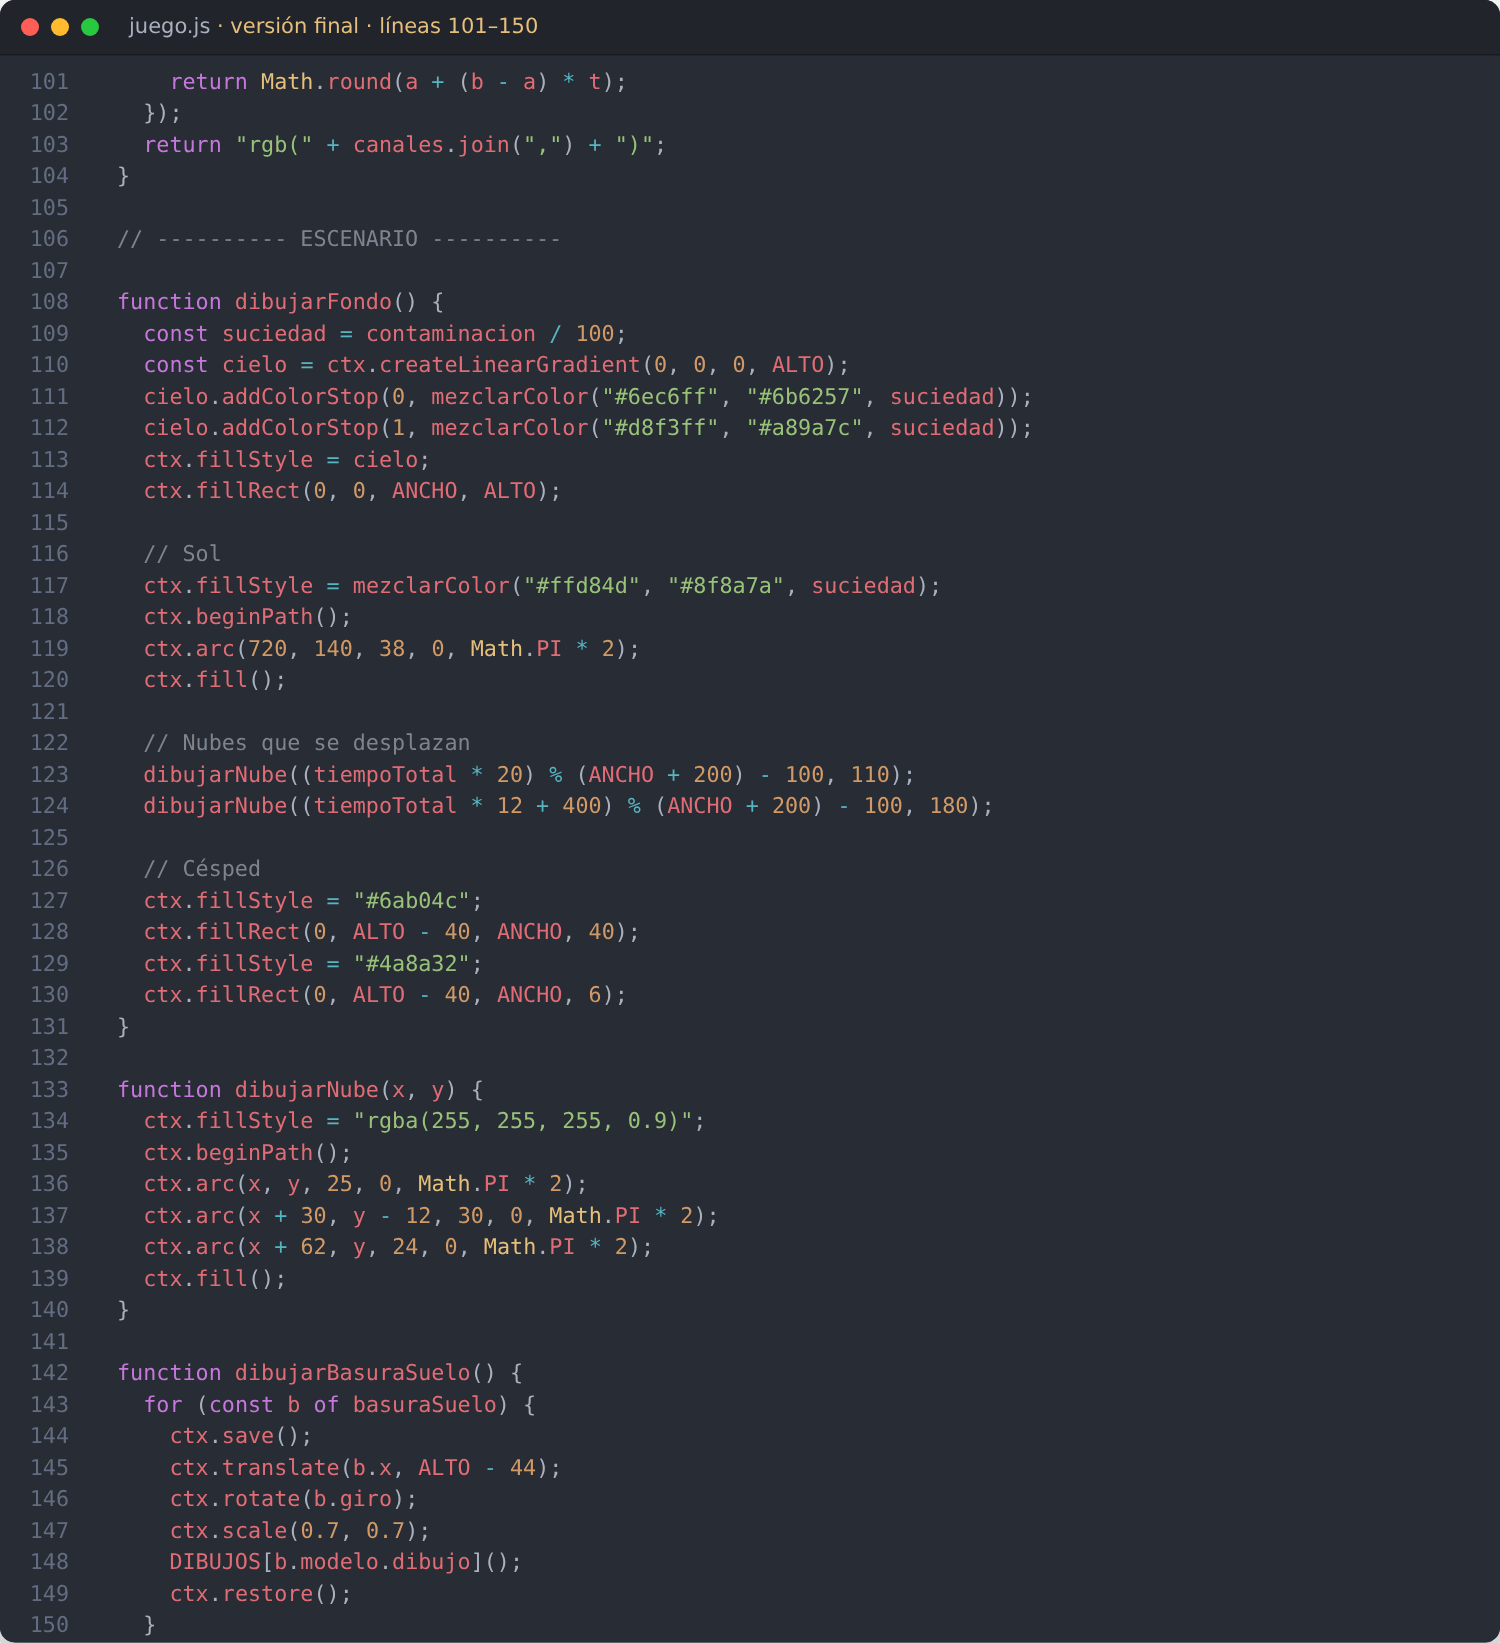 juego.js · versión final · líneas 101–150
101 return Math.round(a + (b - a) * t);
102 });
103 return "rgb(" + canales.join(",") + ")";
104 }
105
106 // ---------- ESCENARIO ----------
107
108 function dibujarFondo() {
109 const suciedad = contaminacion / 100;
110 const cielo = ctx.createLinearGradient(0, 0, 0, ALTO);
111 cielo.addColorStop(0, mezclarColor("#6ec6ff", "#6b6257", suciedad));
112 cielo.addColorStop(1, mezclarColor("#d8f3ff", "#a89a7c", suciedad));
113 ctx.fillStyle = cielo;
114 ctx.fillRect(0, 0, ANCHO, ALTO);
115
116 // Sol
117 ctx.fillStyle = mezclarColor("#ffd84d", "#8f8a7a", suciedad);
118 ctx.beginPath();
119 ctx.arc(720, 140, 38, 0, Math.PI * 2);
120 ctx.fill();
121
122 // Nubes que se desplazan
123 dibujarNube((tiempoTotal * 20) % (ANCHO + 200) - 100, 110);
124 dibujarNube((tiempoTotal * 12 + 400) % (ANCHO + 200) - 100, 180);
125
126 // Césped
127 ctx.fillStyle = "#6ab04c";
128 ctx.fillRect(0, ALTO - 40, ANCHO, 40);
129 ctx.fillStyle = "#4a8a32";
130 ctx.fillRect(0, ALTO - 40, ANCHO, 6);
131 }
132
133 function dibujarNube(x, y) {
134 ctx.fillStyle = "rgba(255, 255, 255, 0.9)";
135 ctx.beginPath();
136 ctx.arc(x, y, 25, 0, Math.PI * 2);
137 ctx.arc(x + 30, y - 12, 30, 0, Math.PI * 2);
138 ctx.arc(x + 62, y, 24, 0, Math.PI * 2);
139 ctx.fill();
140 }
141
142 function dibujarBasuraSuelo() {
143 for (const b of basuraSuelo) {
144 ctx.save();
145 ctx.translate(b.x, ALTO - 44);
146 ctx.rotate(b.giro);
147 ctx.scale(0.7, 0.7);
148 DIBUJOS[b.modelo.dibujo]();
149 ctx.restore();
150 }